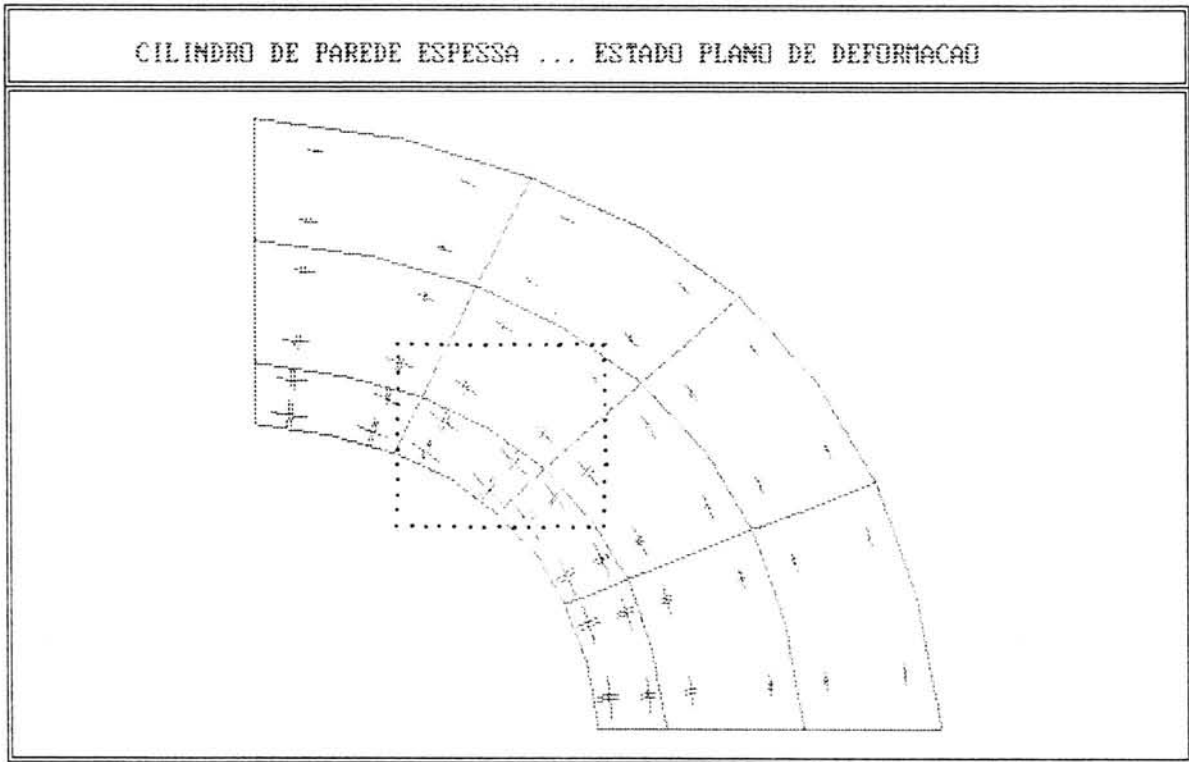 CILINDRO DE PAREDE ESPESSA ... ESTADO PLANO DE DEFORMACAO